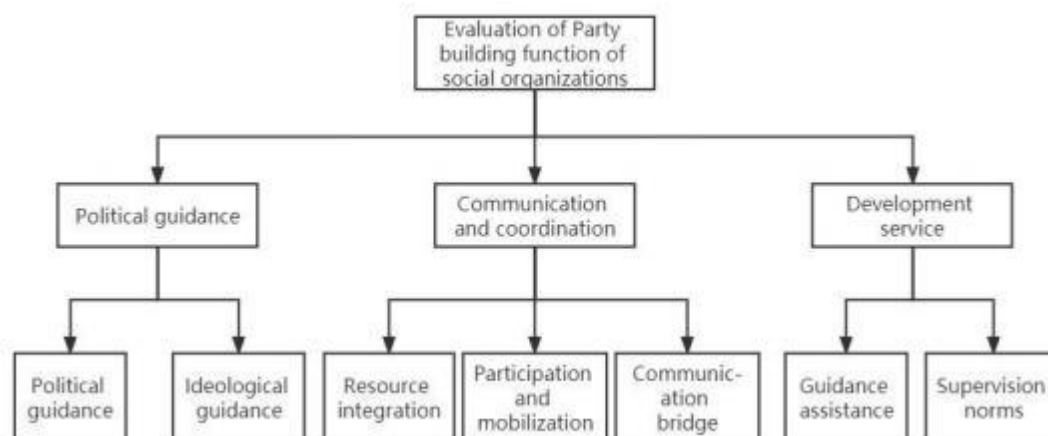 Evaluation of Party
building function of
social organizations
Political guidance
Communication
and coordination
Development
service
Political
guidance
Ideological
guidance
Resource
integration
Participation
and
mobilization
Communic-
ation
bridge
Guidance
assistance
Supervision
norms